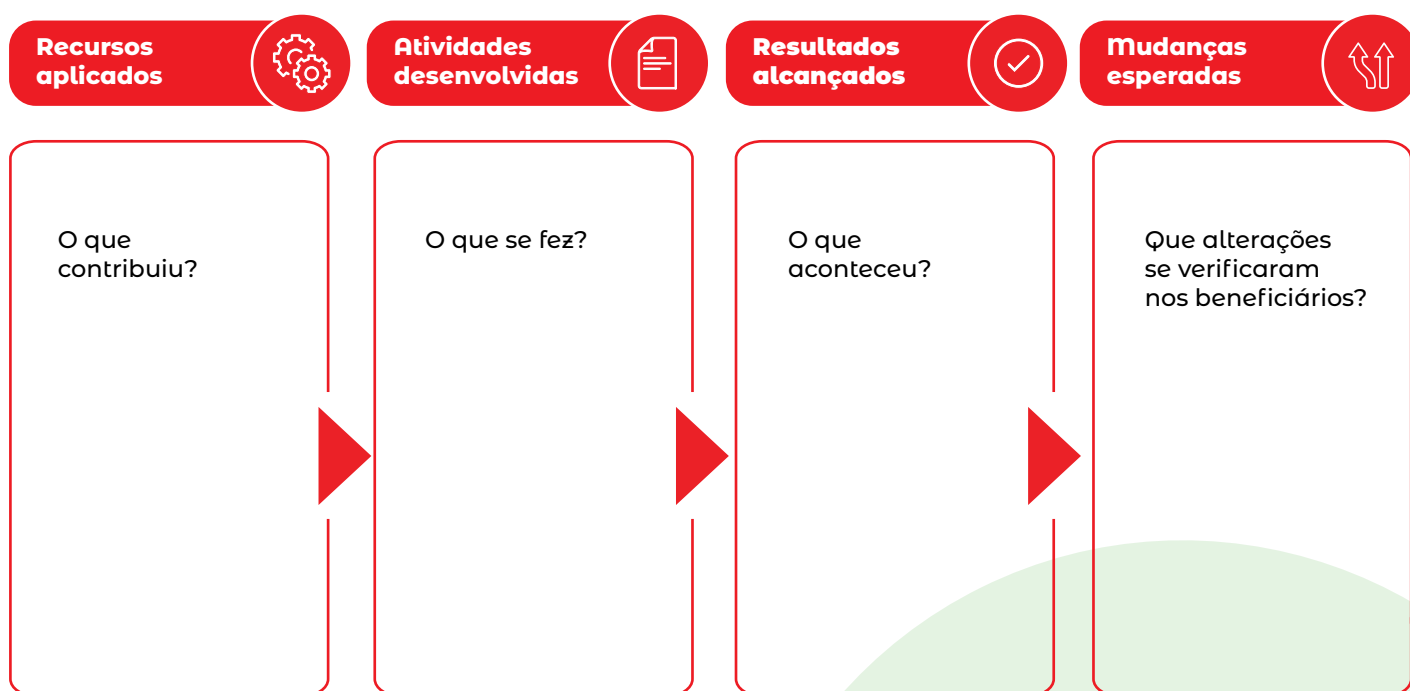 Recursos
aplicados
Atividades
desenvolvidas
Resultados
alcançados
Mudanças
esperadas
O que
contribuiu?
O que se fez?
O que
aconteceu?
Que alterações
se verificaram
nos beneficiários?